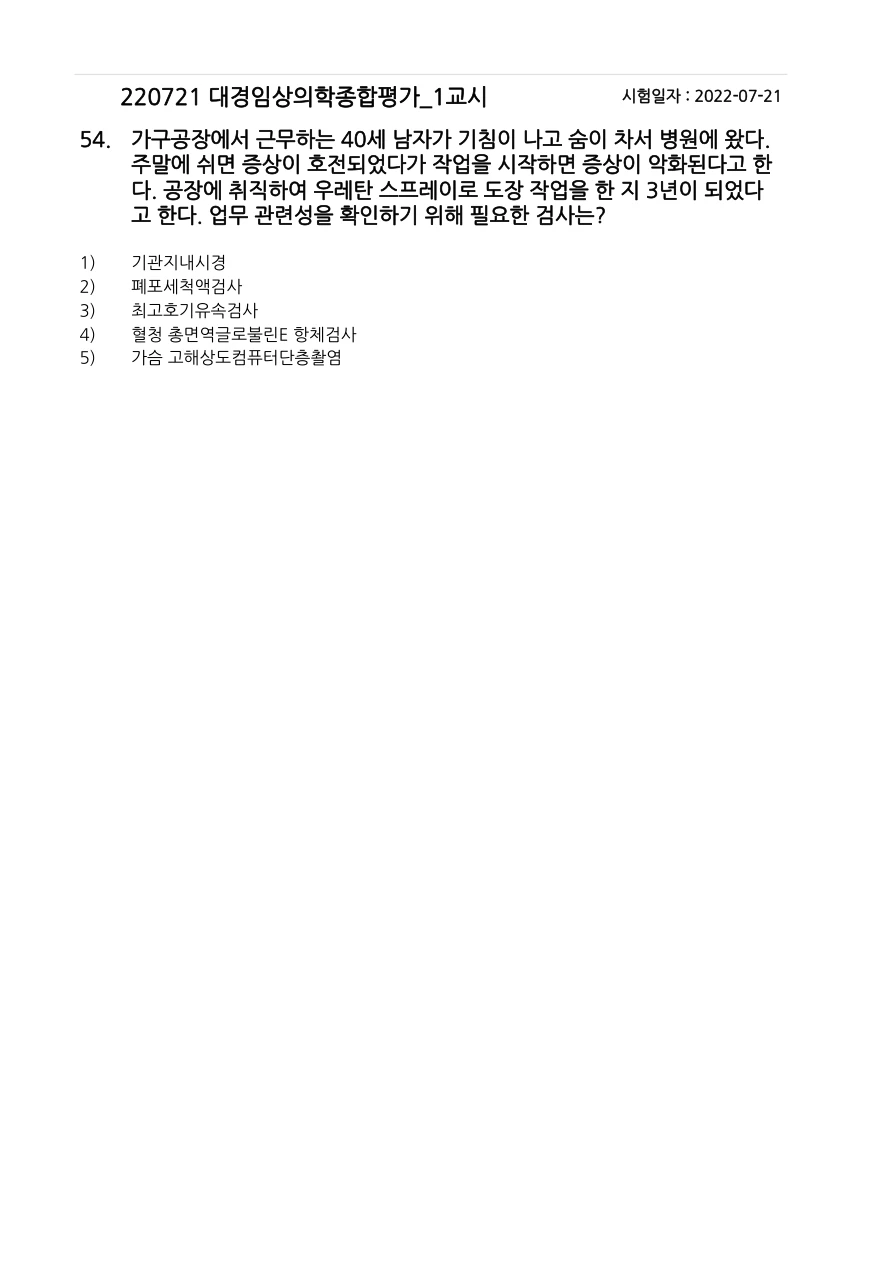 220721 대경임상의학종합평가_1교시 시험일자 : 2022-07-21
54. 가구공장에서 근무하는 40세 남자가 기침이 나고 숨이 차서 병원에 왔다.
주말에 쉬면 증상이 호전되었다가 작업을 시작하면 증상이 악화된다고 한
다. 공장에 취직하여 우레탄 스프레이로 도장 작업을 한 지 3년이 되었다
고 한다. 업무 관련성을 확인하기 위해 필요한 검사는?
1) 기관지내시경
2) 폐포세척액검사
3) 최고호기유속검사
4) 혈청 총면역글로불린E 항체검사
5) 가슴 고해상도컴퓨터단층촬염